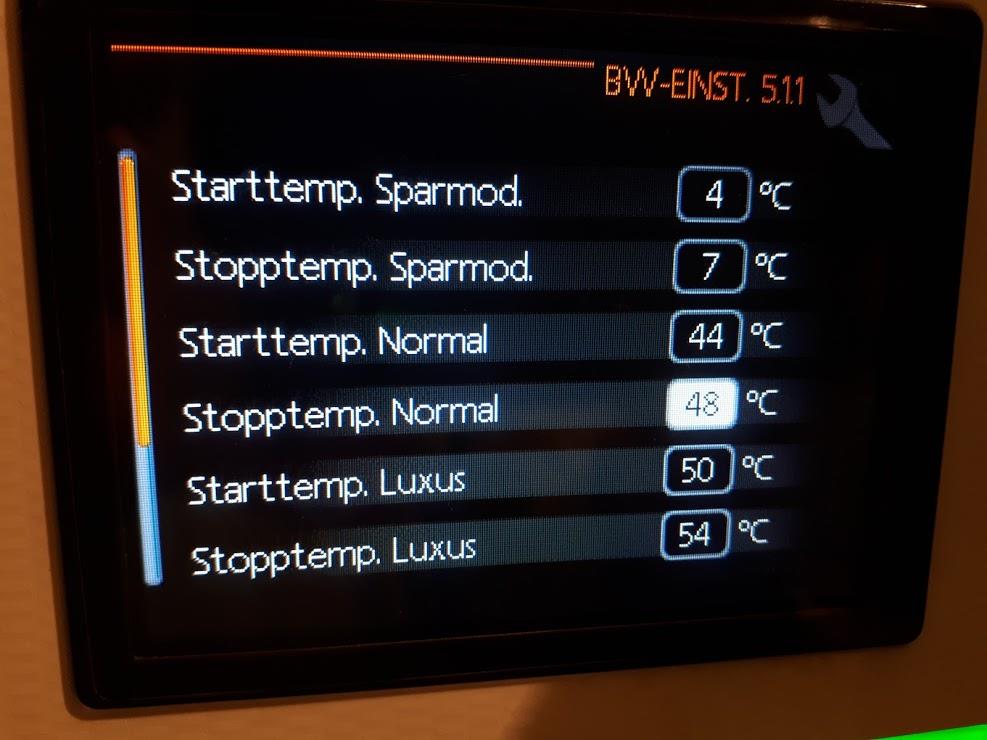 BW-EINST. 5.1.1
Starttemp. Sparmod. 4 °C
Stopptemp. Sparmod. 7 °C
Starttemp. Normal 44 °C
Stopptemp. Normal 48 °C
Starttemp. Luxus 50 °C
Stopptemp. Luxus 54 °C